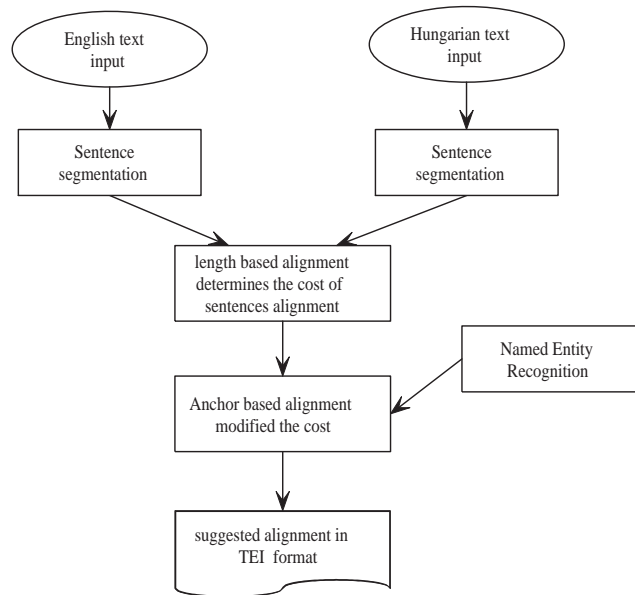 English text
input
Hungarian text
input
Sentence
segmentation
Sentence
segmentation
length based alignment
determines the cost of
sentences alignment
Named Entity
Recognition
Anchor based alignment
modified the cost
suggested alignment in
TEI format